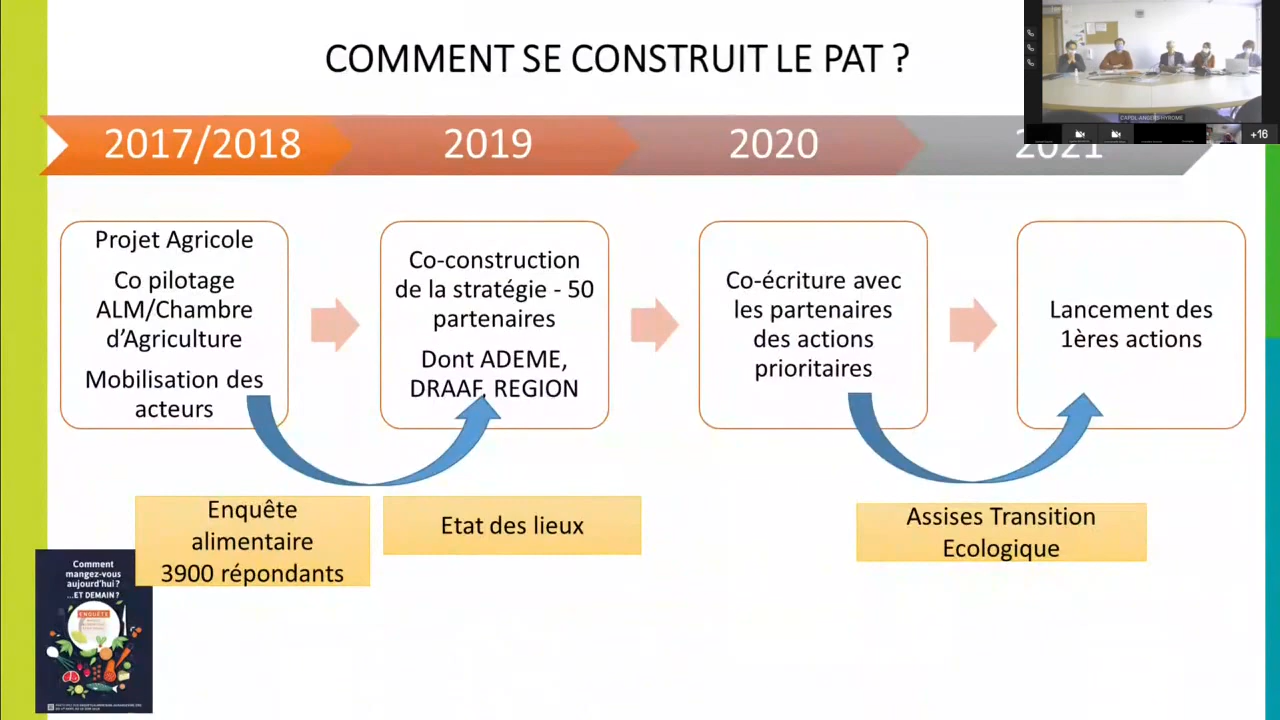 COMMENT SE CONSTRUIT LE PAT ?
CAPDL-ANGERS-HYROME
+16
2017/2018
2019
2020
2021
Projet Agricole
Co pilotage
ALM/Chambre
d'Agriculture
Mobilisation des
acteurs
Co-construction
de la stratégie - 50
partenaires
Dont ADEME,
DRAAF, REGION
Co-écriture avec
les partenaires
des actions
prioritaires
Lancement des
1ères actions
Enquête
alimentaire
3900 répondants
Etat des lieux
Assises Transition
Ecologique
Comment
mangez-vous
aujourd'hui ?
...ET DEMAIN ?
ENQUÊTE